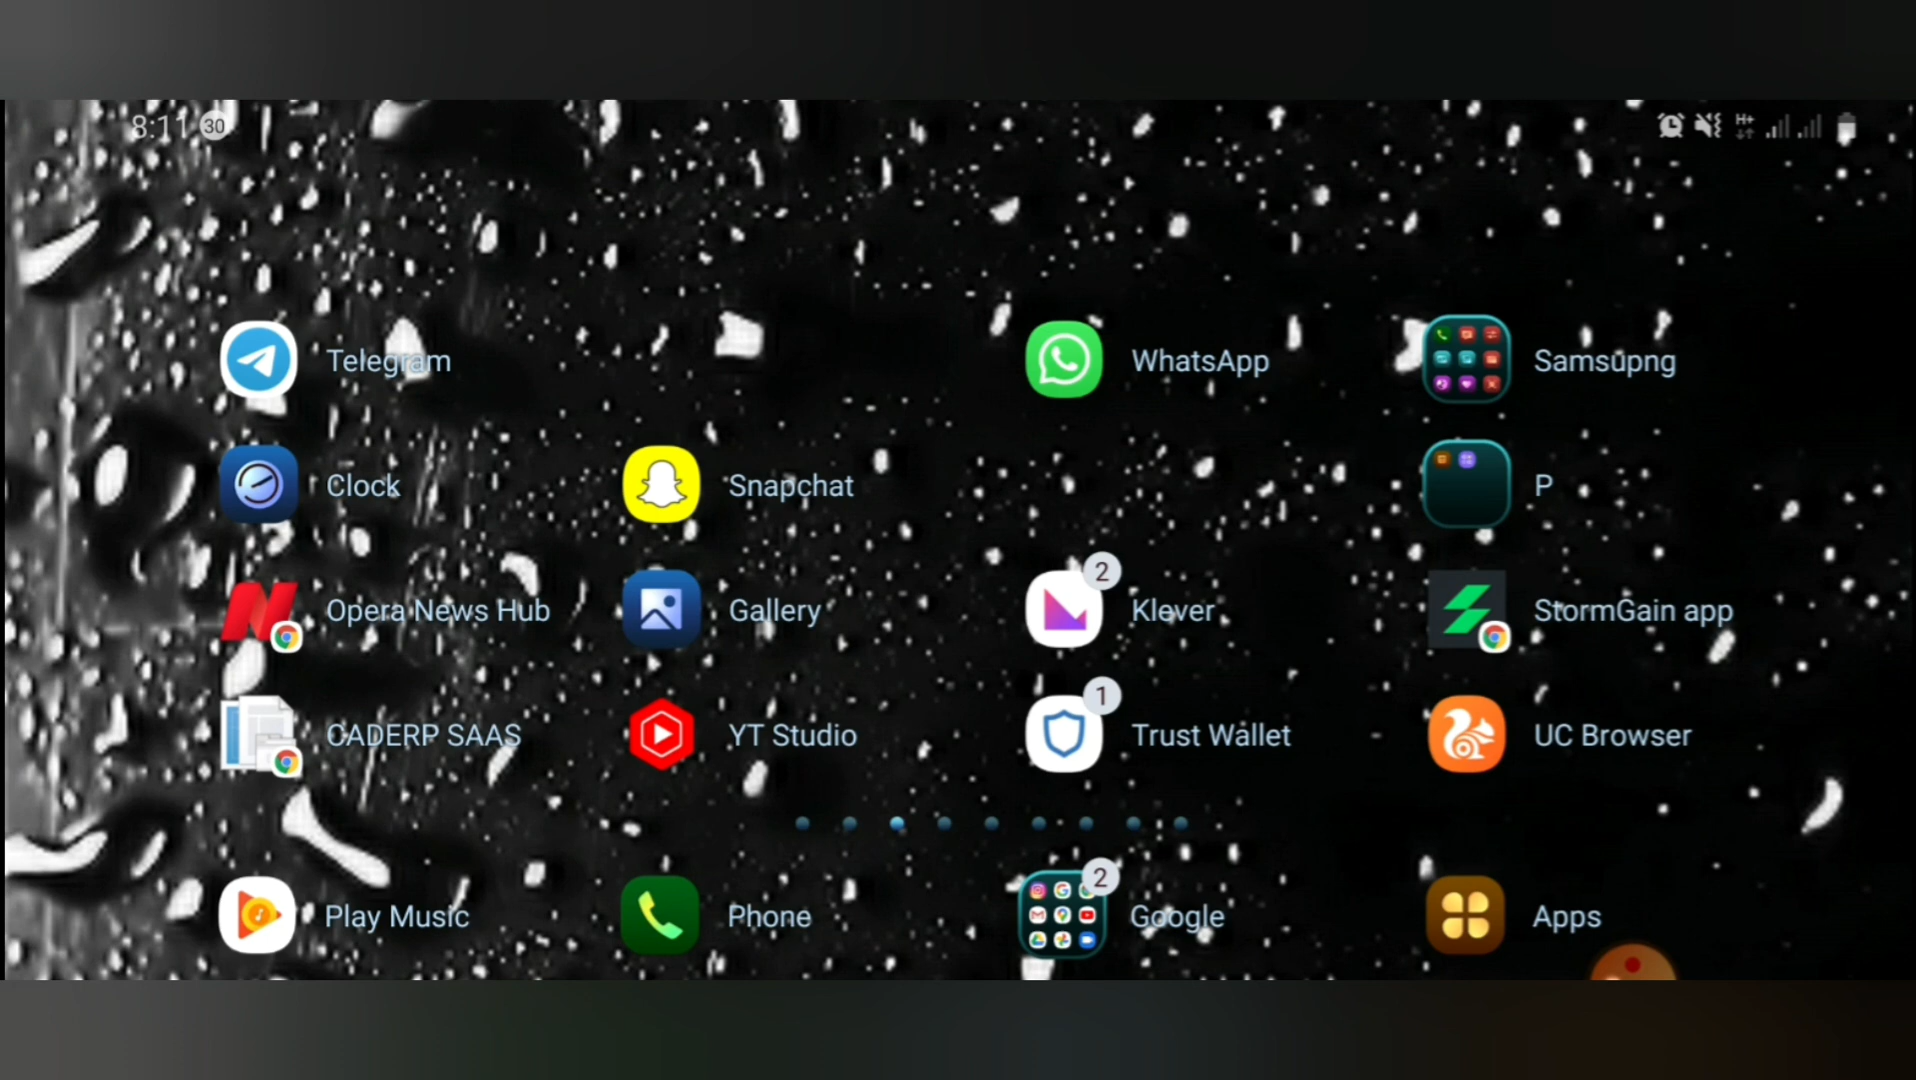 8:11 30
H+
Telegram WhatsApp Samsupng
Clock Snapchat P
2
Opera News Hub Gallery Klever StormGain app
1
CADERP SAAS YT Studio Trust Wallet UC Browser
2
Play Music Phone Google Apps